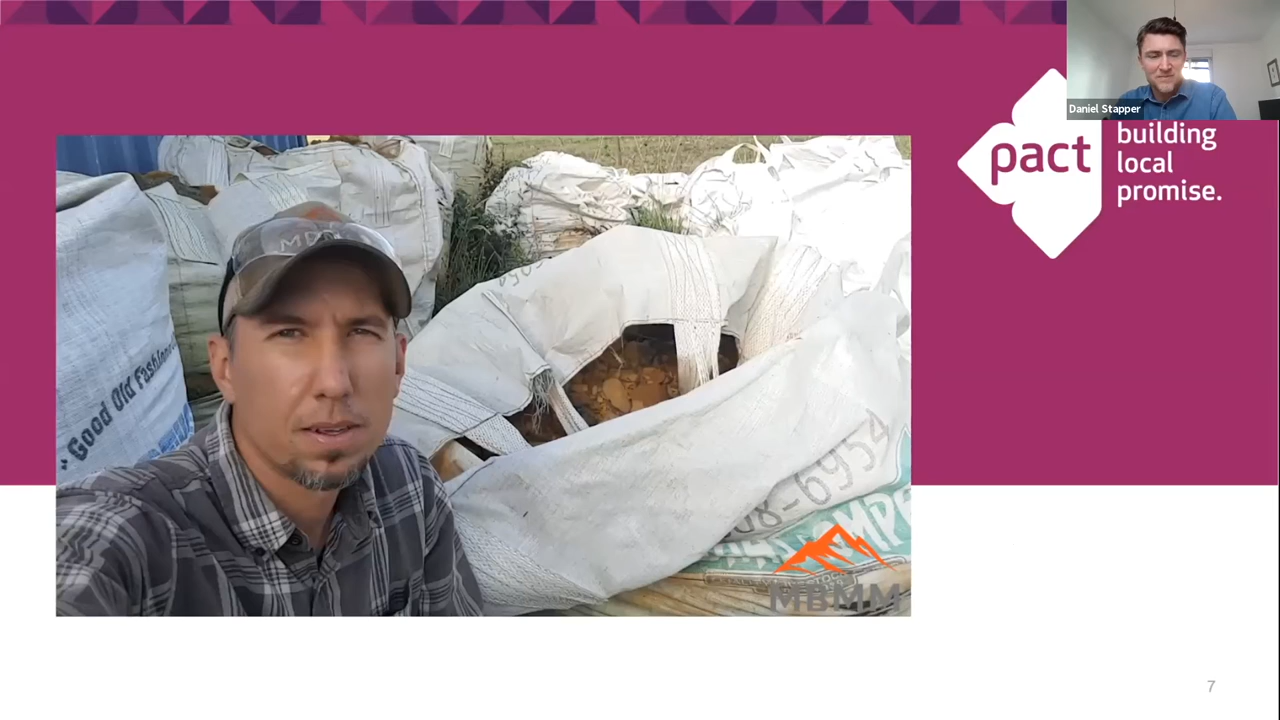 Daniel Stapper
pact
building
local
promise.
Good Old Fashione
08-6954
MBMM
7